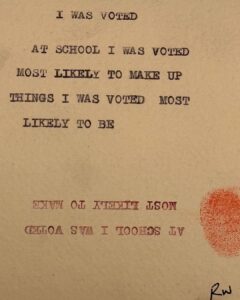 I WAS VOTED
AT SCHOOL I WAS VOTED
MOST LIKELY TO MAKE UP
THINGS I WAS VOTED MOST
LIKELY TO BE
AT SCHOOL I WAS VOTED
MOST LIKELY TO MAKE
RW